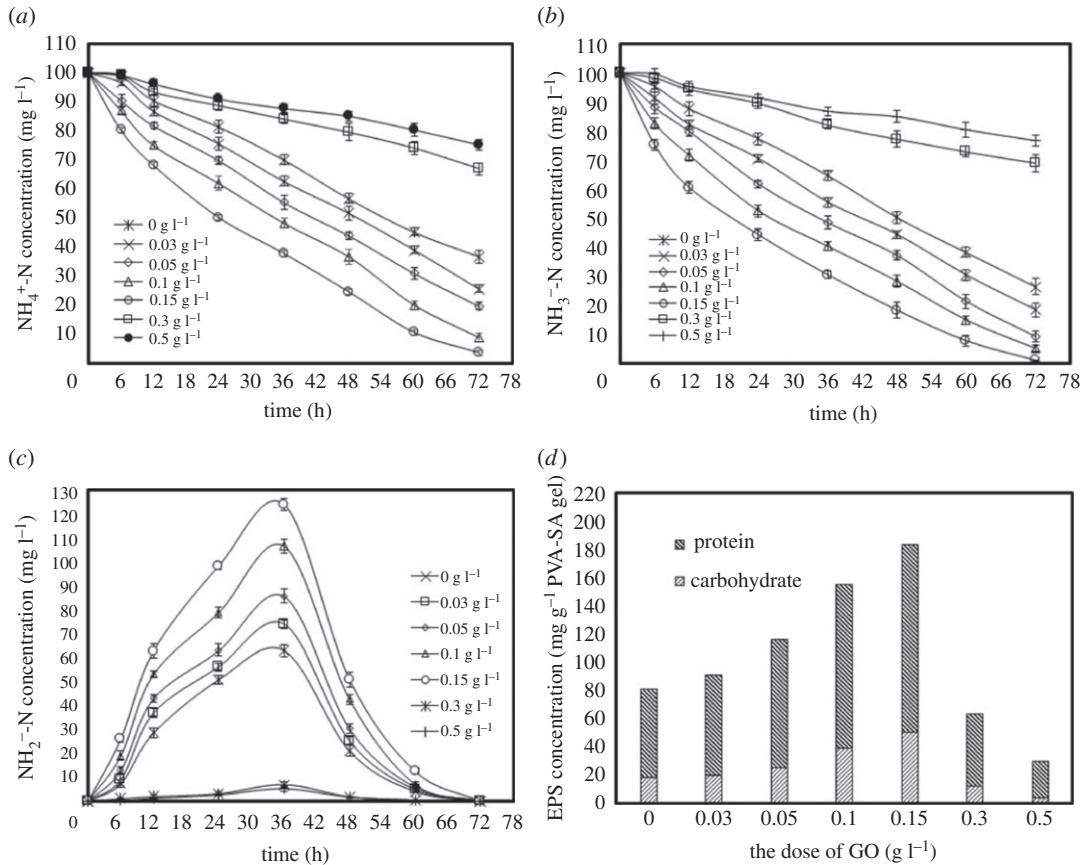 (a)
110
100
90
80
70
60
50
40
30
20
10
0
NH₄⁺-N concentration (mg l⁻¹)
0 g l⁻¹
0.03 g l⁻¹
0.05 g l⁻¹
0.1 g l⁻¹
0.15 g l⁻¹
0.3 g l⁻¹
0.5 g l⁻¹
6 12 24 36 48 54 60 66 72 78
time (h)
(b)
110
100
90
80
70
60
50
40
30
20
10
0
NH₃⁻-N concentration (mg l⁻¹)
0 g l⁻¹
0.03 g l⁻¹
0.05 g l⁻¹
0.1 g l⁻¹
0.15 g l⁻¹
0.3 g l⁻¹
0.5 g l⁻¹
6 12 18 24 30 36 42 48 54 60 66 72 78
time (h)
(c)
130
120
110
100
90
80
70
60
50
40
30
20
10
0
NH₂⁻-N concentration (mg l⁻¹)
0 g l⁻¹
0.03 g l⁻¹
0.05 g l⁻¹
0.1 g l⁻¹
0.15 g l⁻¹
0.3 g l⁻¹
0.5 g l⁻¹
6 12 18 24 30 36 42 48 54 60 66 72 78
time (h)
(d)
220
200
180
160
140
120
100
80
60
40
20
0
EPS concentration (mg g⁻¹ PVA-SA gel)
protein
carbohydrate
0 0.03 0.05 0.1 0.15 0.3 0.5
the dose of GO (g l⁻¹)